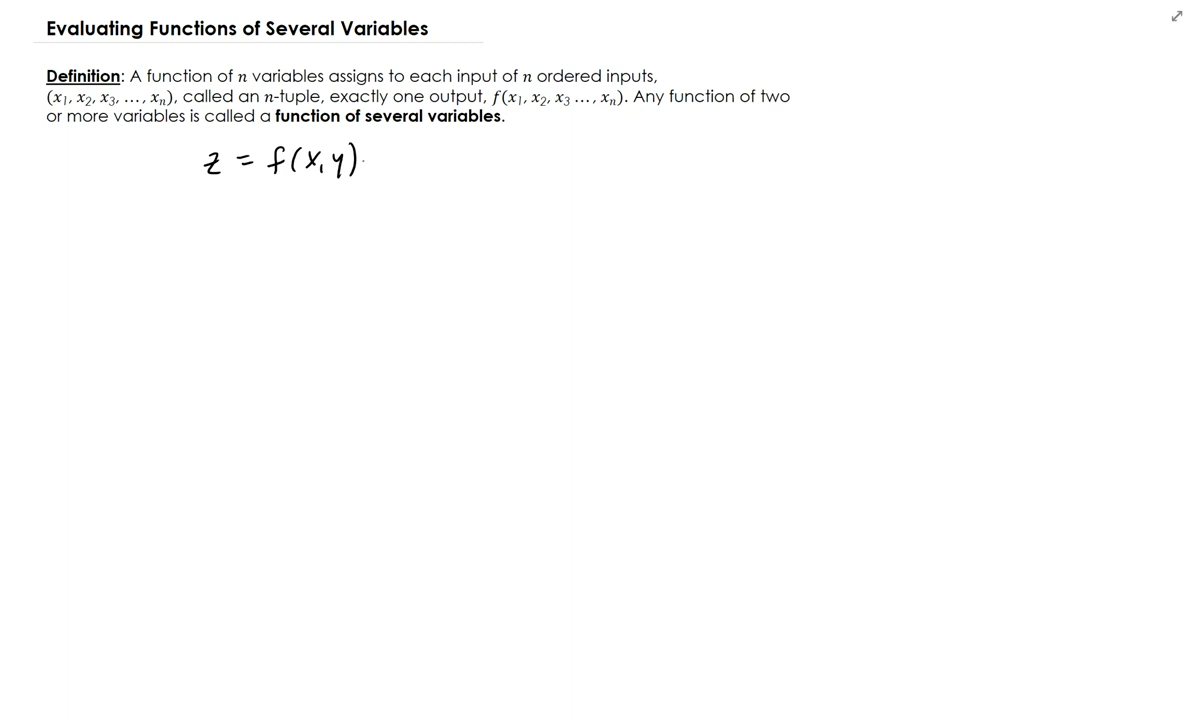 Evaluating Functions of Several Variables
Definition: A function of n variables assigns to each input of n ordered inputs,
(x₁, x₂, x₃, …, xₙ), called an n-tuple, exactly one output, f(x₁, x₂, x₃ …, xₙ). Any function of two
or more variables is called a function of several variables.
z = f(x, y)